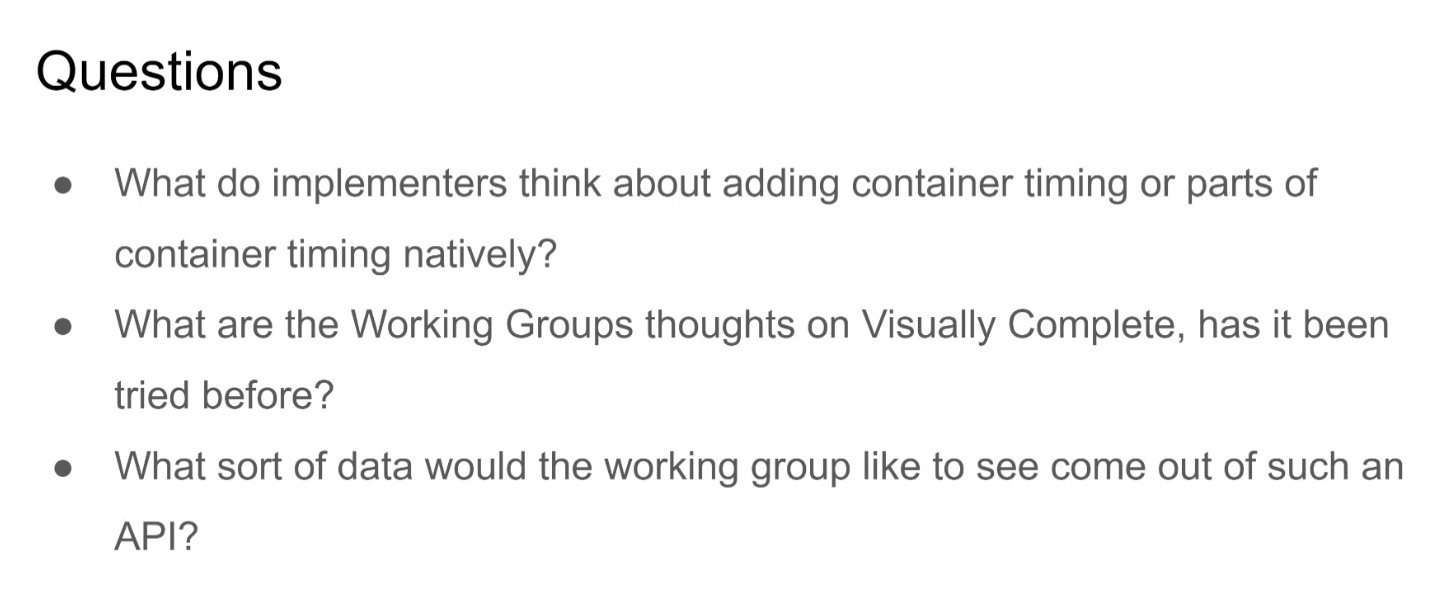 Questions
● What do implementers think about adding container timing or parts of
container timing natively?
● What are the Working Groups thoughts on Visually Complete, has it been
tried before?
● What sort of data would the working group like to see come out of such an
API?